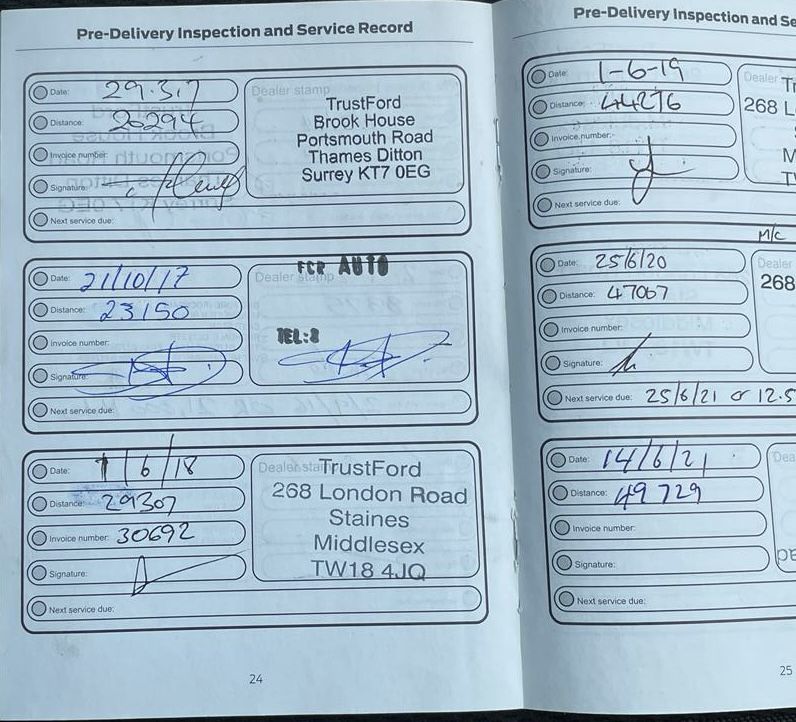 Pre-Delivery Inspection and Service Record
Date: 29.3.17
Distance: 20294
Invoice number:
Signature:
Next service due:
Dealer stamp
TrustFord
Brook House
Portsmouth Road
Thames Ditton
Surrey KT7 0EG
Date: 21/10/17
Distance: 23150
Invoice number:
Signature:
Next service due:
Dealer stamp
FCR AUTO
TEL:
Date: 1/6/18
Distance: 29307
Invoice number: 30692
Signature:
Next service due:
Dealer stamp
TrustFord
268 London Road
Staines
Middlesex
TW18 4JQ
24
Pre-Delivery Inspection and Se
Date: 1-6-19
Distance: 44276
Invoice number:
Signature:
Next service due:
Dealer
268 L
M
M/C
Date: 25/6/20
Distance: 47067
Invoice number:
Signature:
Next service due: 25/6/21 or 12.5
Dealer
268
Date: 14/6/21
Distance: 49729
Invoice number:
Signature:
Next service due:
Dea
25